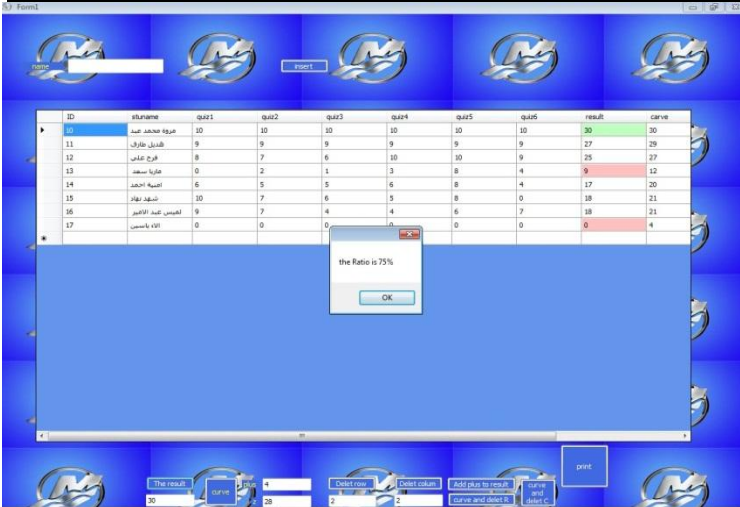 Form1
name
insert
ID stuname quiz1 quiz2 quiz3 quiz4 quiz5 quiz6 result carve
10 مروة محمد عبد 10 10 10 10 10 10 30 30
11 هديل طارق 9 9 9 9 9 9 27 29
12 فرح علي 8 7 6 10 10 9 25 27
13 ماريا سعد 0 2 1 3 8 4 9 12
14 امنية احمد 6 5 5 6 8 4 17 20
15 شهد نهاد 10 7 6 5 8 0 18 21
16 لميس عبد الامير 9 7 4 4 6 7 18 21
17 الاء ياسين 0 0 0 0 0 0 0 4
the Ratio is 75%
OK
print
The result curve plus 4 Delet row Delet colum Add plus to result curve and delet C
30 z 28 2 2 curve and delet R